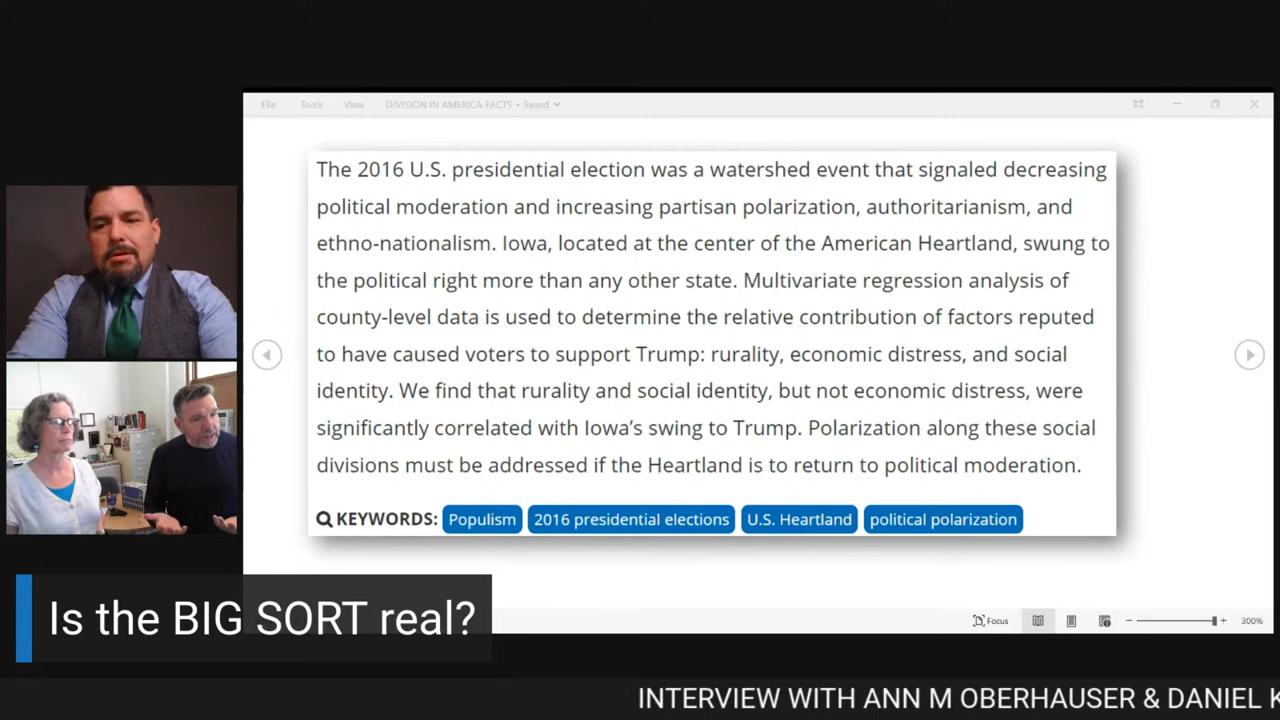 File Tools View DIVISION IN AMERICA FACTS • Saved
The 2016 U.S. presidential election was a watershed event that signaled decreasing
political moderation and increasing partisan polarization, authoritarianism, and
ethno-nationalism. Iowa, located at the center of the American Heartland, swung to
the political right more than any other state. Multivariate regression analysis of
county-level data is used to determine the relative contribution of factors reputed
to have caused voters to support Trump: rurality, economic distress, and social
identity. We find that rurality and social identity, but not economic distress, were
significantly correlated with Iowa’s swing to Trump. Polarization along these social
divisions must be addressed if the Heartland is to return to political moderation.
KEYWORDS: Populism 2016 presidential elections U.S. Heartland political polarization
Focus 300%
Is the BIG SORT real?
INTERVIEW WITH ANN M OBERHAUSER & DANIEL K